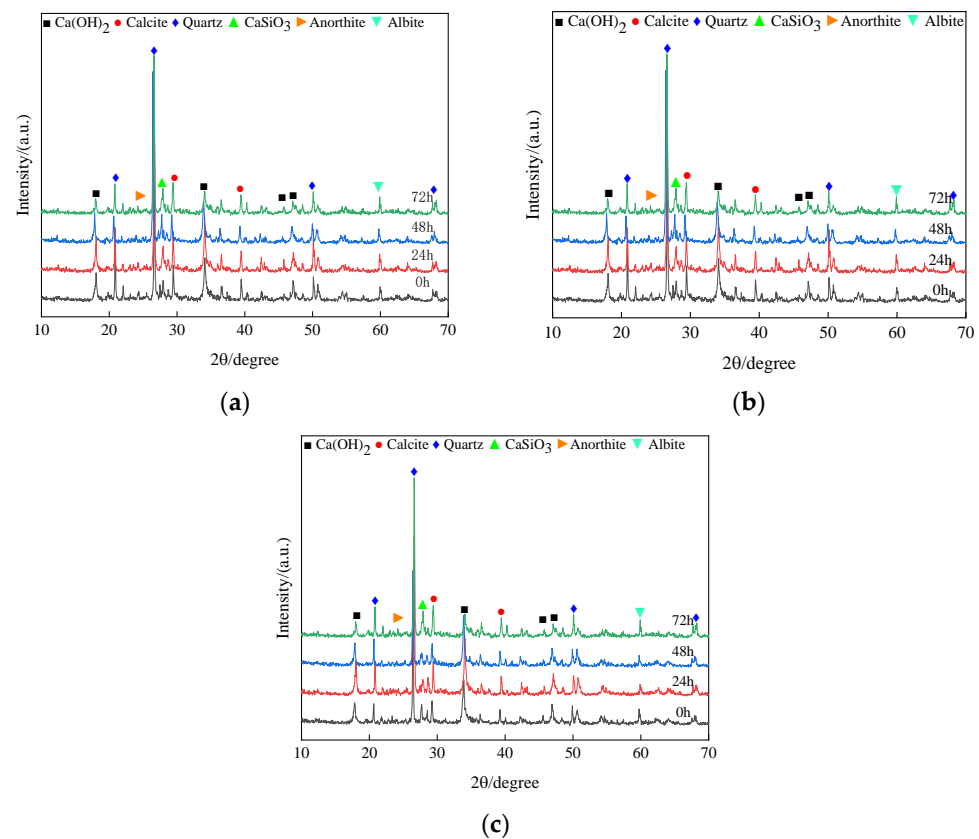 Ca(OH)2 Calcite Quartz CaSiO3 Anorthite Albite
Intensity/(a.u.)
72h
48h
24h
0h
10 20 30 40 50 60 70
2θ/degree
(a)
Ca(OH)2 Calcite Quartz CaSiO3 Anorthite Albite
Intensity/(a.u.)
72h
48h
24h
0h
10 20 30 40 50 60 70
2θ/degree
(b)
Ca(OH)2 Calcite Quartz CaSiO3 Anorthite Albite
Intensity/(a.u.)
72h
48h
24h
0h
10 20 30 40 50 60 70
2θ/degree
(c)